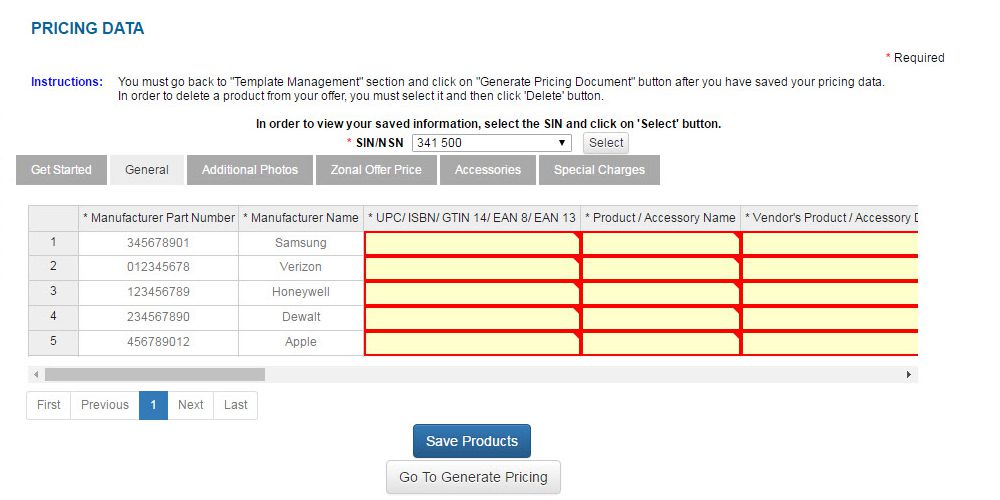 PRICING DATA
* Required
Instructions: You must go back to "Template Management" section and click on "Generate Pricing Document" button after you have saved your pricing data.
In order to delete a product from your offer, you must select it and then click 'Delete' button.
In order to view your saved information, select the SIN and click on 'Select' button.
* SIN/NSN 341 500 Select
Get Started General Additional Photos Zonal Offer Price Accessories Special Charges
* Manufacturer Part Number * Manufacturer Name * UPC/ ISBN/ GTIN 14/ EAN 8/ EAN 13 * Product / Accessory Name * Vendor's Product / Accessory D
1 345678901 Samsung
2 012345678 Verizon
3 123456789 Honeywell
4 234567890 Dewalt
5 456789012 Apple
First Previous 1 Next Last
Save Products
Go To Generate Pricing